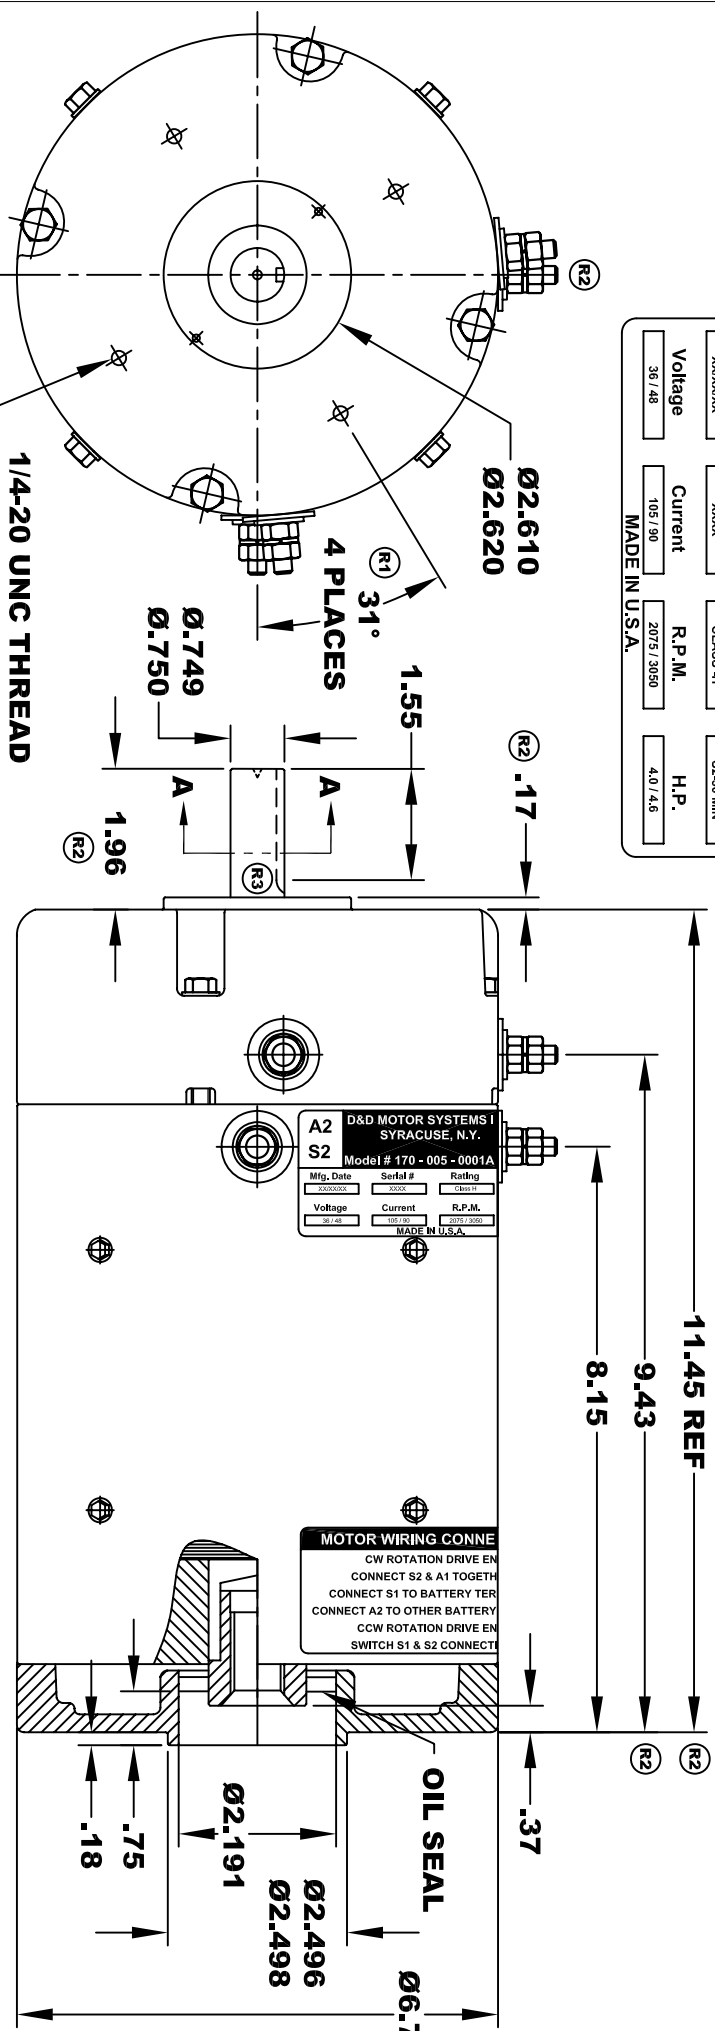 Voltage
Current
R.P.M.
H.P.
36 / 48
105 / 90
2075 / 3050
4.0 / 4.6
MADE IN U.S.A.
R2
Ø2.610
Ø2.620
R1
31°
4 PLACES
1/4-20 UNC THREAD
Ø.749
Ø.750
1.55
R2
.17
A
A
R3
1.96
R2
11.45 REF
R2
9.43
R2
8.15
A2
S2
D&D MOTOR SYSTEMS
SYRACUSE, N.Y.
Model # 170 - 005 - 0001A
Mfg. Date
Serial #
Rating
XX/XX/XX
XXXX
Class H
Voltage
Current
R.P.M.
36 / 48
105 / 90
2075 / 3050
MADE IN U.S.A.
MOTOR WIRING CONNE
CW ROTATION DRIVE EN
CONNECT S2 & A1 TOGETH
CONNECT S1 TO BATTERY TER
CONNECT A2 TO OTHER BATTERY
CCW ROTATION DRIVE EN
SWITCH S1 & S2 CONNECTI
OIL SEAL
.37
.75
.18
Ø2.191
Ø2.496
Ø2.498
Ø6.